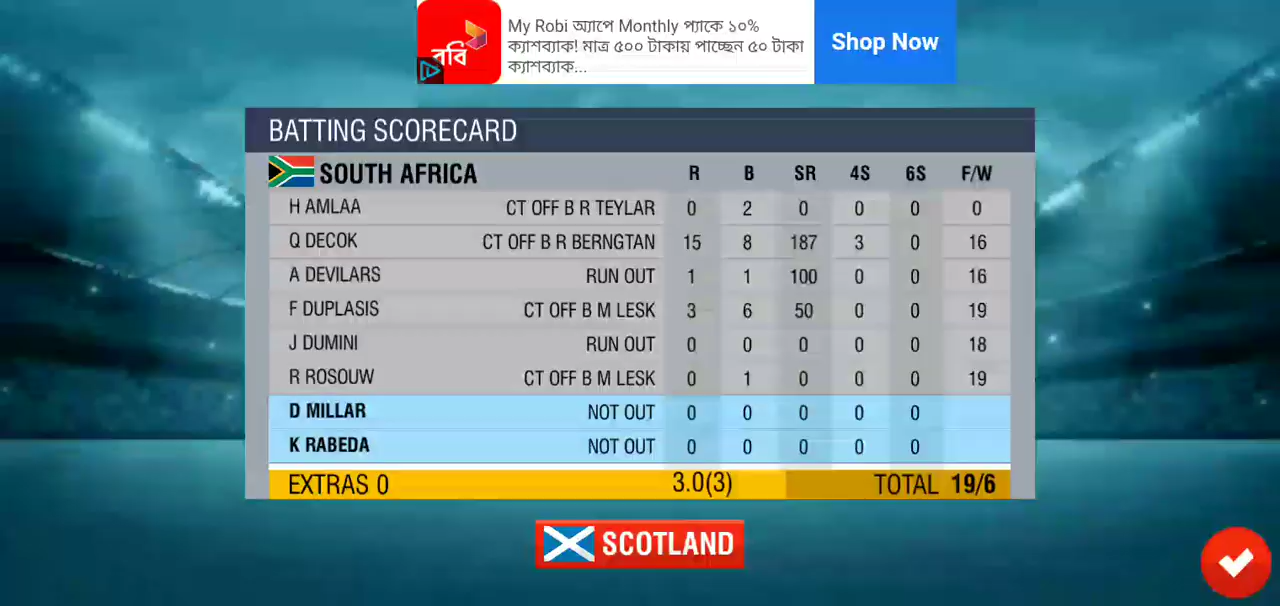 রবি
My Robi অ্যাপে Monthly প্যাকে ১০%
ক্যাশব্যাক! মাত্র ৫০০ টাকায় পাচ্ছেন ৫০ টাকা
ক্যাশব্যাক...
Shop Now
BATTING SCORECARD
SOUTH AFRICA R B SR 4S 6S F/W
H AMLAA CT OFF B R TEYLAR 0 2 0 0 0 0
Q DECOK CT OFF B R BERNGTAN 15 8 187 3 0 16
A DEVILARS RUN OUT 1 1 100 0 0 16
F DUPLASIS CT OFF B M LESK 3 6 50 0 0 19
J DUMINI RUN OUT 0 0 0 0 0 18
R ROSOUW CT OFF B M LESK 0 1 0 0 0 19
D MILLAR NOT OUT 0 0 0 0 0
K RABEDA NOT OUT 0 0 0 0 0
EXTRAS 0 3.0(3) TOTAL 19/6
SCOTLAND